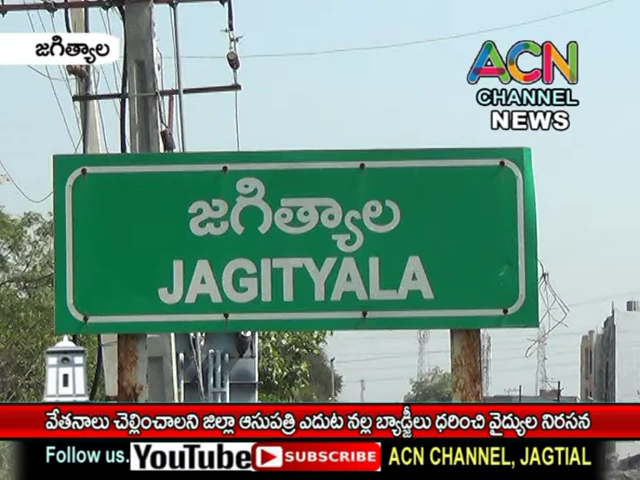 జగిత్యాల
ACN
CHANNEL
NEWS
జగిత్యాల
JAGITYALA
వేతనాలు చెల్లించాలని జిల్లా ఆసుపత్రి ఎదుట నల్ల బ్యాడ్జీలు ధరించి వైద్యుల నిరసన
Follow us. YouTube SUBSCRIBE ACN CHANNEL, JAGTIAL